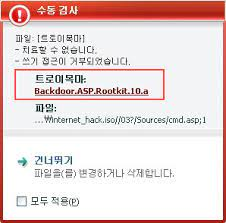 수동 검사
파일: [트로이목마]
- 치료할 수 없습니다.
- 쓰기 접근이 거부되었습니다.
트로이목마:
Backdoor.ASP.Rootkit.10.a
파일:
...\internet_hack.iso//03?/Sources/cmd.asp;1
건너뛰기
파일을(를) 변경하거나 삭제합니다.
모두 적용(P)